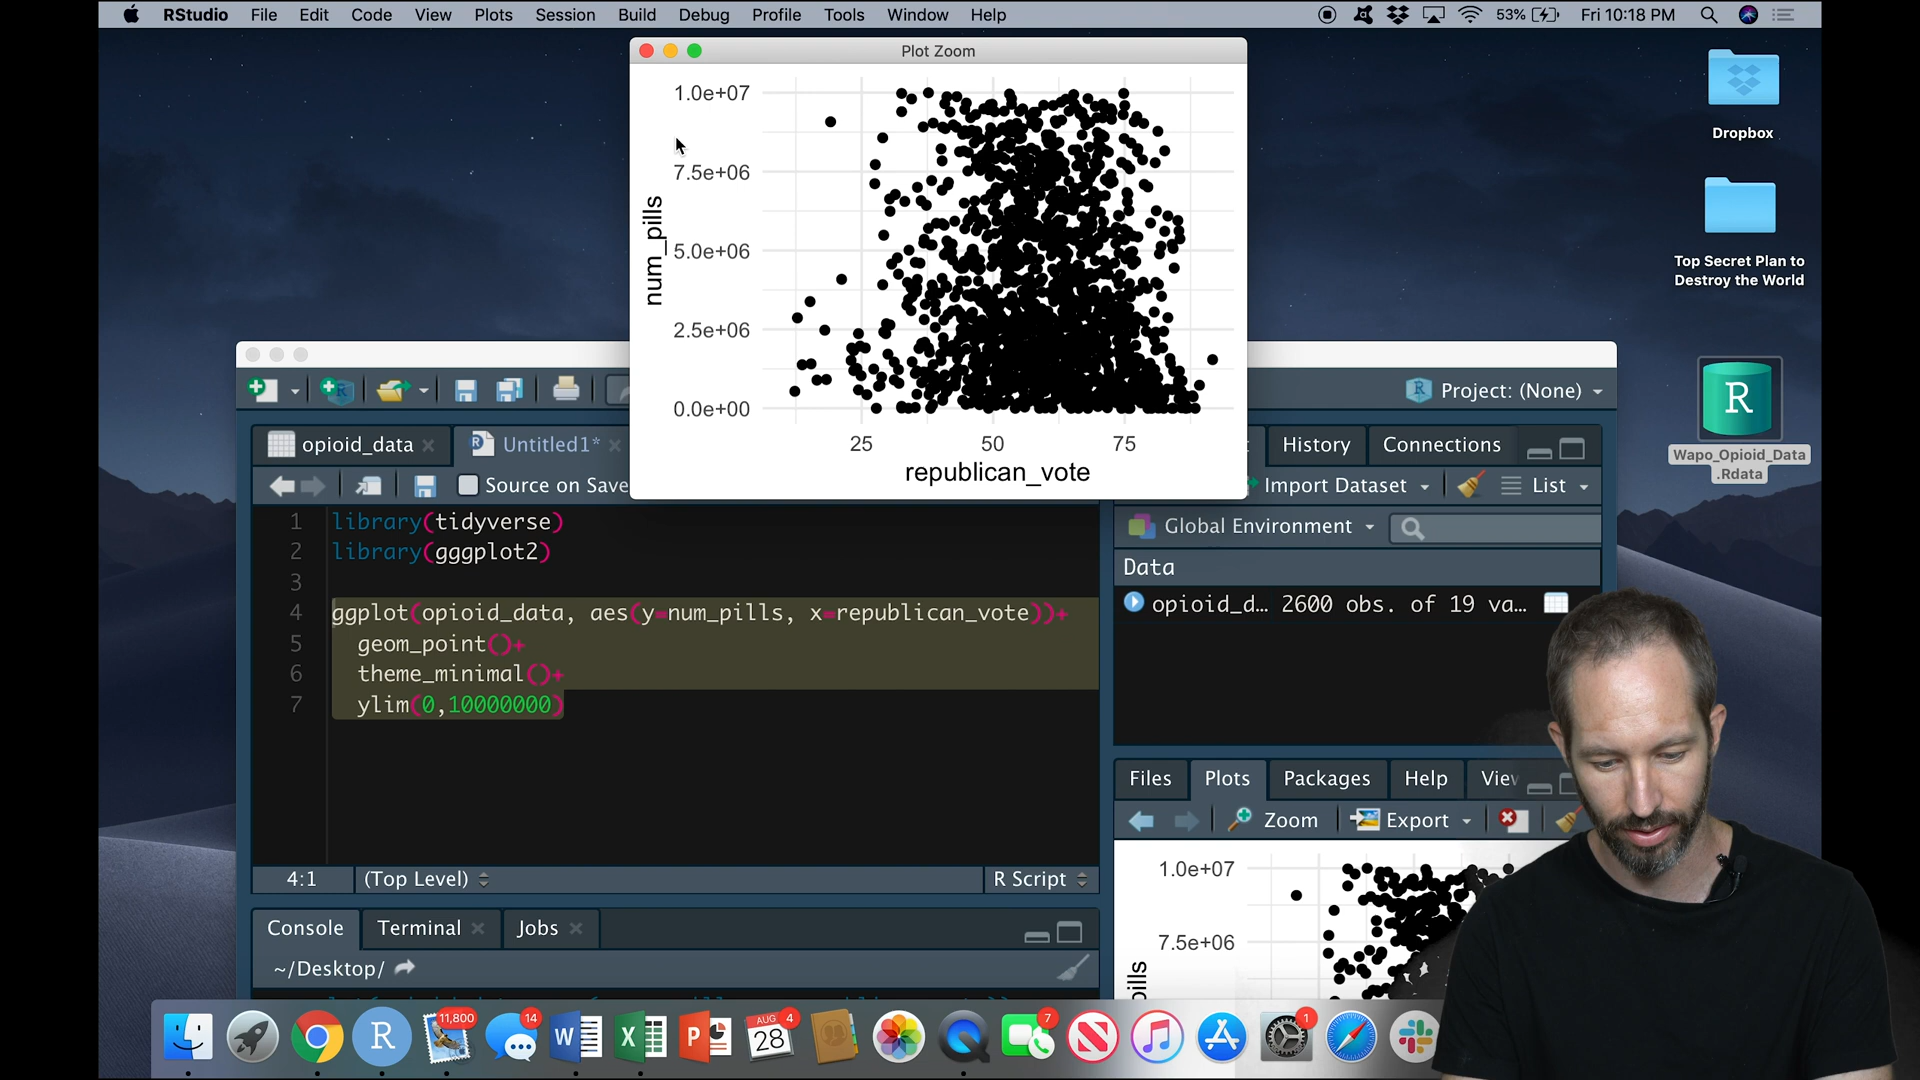 RStudio File Edit Code View Plots Session Build Debug Profile Tools Window Help 53% Fri 10:18 PM
Plot Zoom
1.0e+07
7.5e+06
5.0e+06
2.5e+06
0.0e+00
num_pills
25 50 75
republican_vote
Dropbox
Top Secret Plan to
Destroy the World
R
Wapo_Opioid_Data
.Rdata
Project: (None)
opioid_data Untitled1*
History Connections
Source on Save
Import Dataset List
Global Environment
Data
opioid_d... 2600 obs. of 19 va...
1 library(tidyverse)
2 library(gggplot2)
3
4 ggplot(opioid_data, aes(y=num_pills, x=republican_vote))+
5 geom_point()+
6 theme_minimal()+
7 ylim(0,10000000)
4:1 (Top Level) R Script
Files Plots Packages Help
Zoom Export
1.0e+07
7.5e+06
Console Terminal Jobs
~/Desktop/
11,800
14
AUG
28
4
7
1
R
W
X
P
N